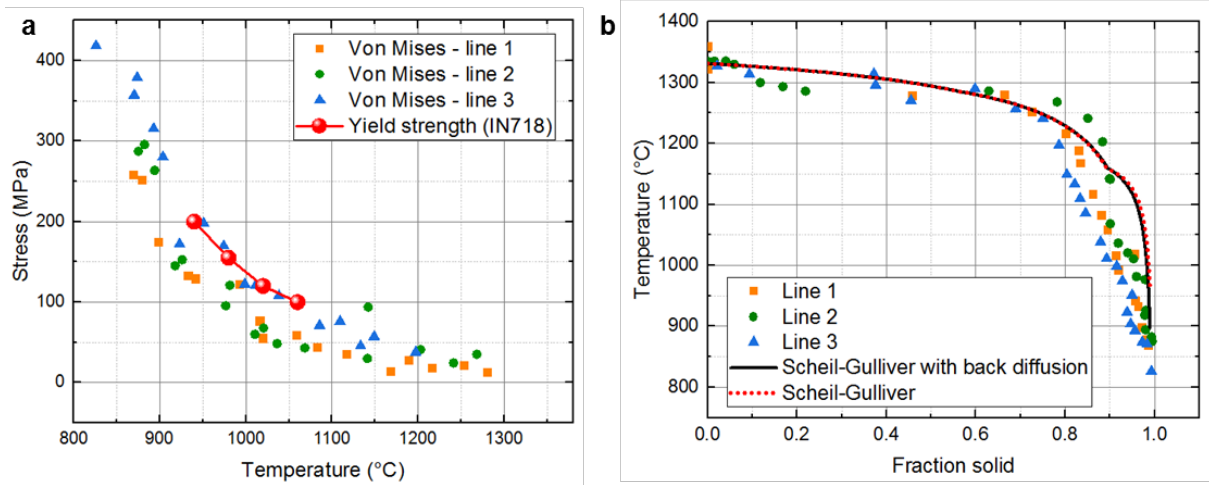 a
Stress (MPa)
400
300
200
100
0
800
900
1000
1100
1200
1300
Temperature (°C)
Von Mises - line 1
Von Mises - line 2
Von Mises - line 3
Yield strength (IN718)
b
Temperature (°C)
1400
1300
1200
1100
1000
900
800
0.0
0.2
0.4
0.6
0.8
1.0
Fraction solid
Line 1
Line 2
Line 3
Scheil-Gulliver with back diffusion
Scheil-Gulliver